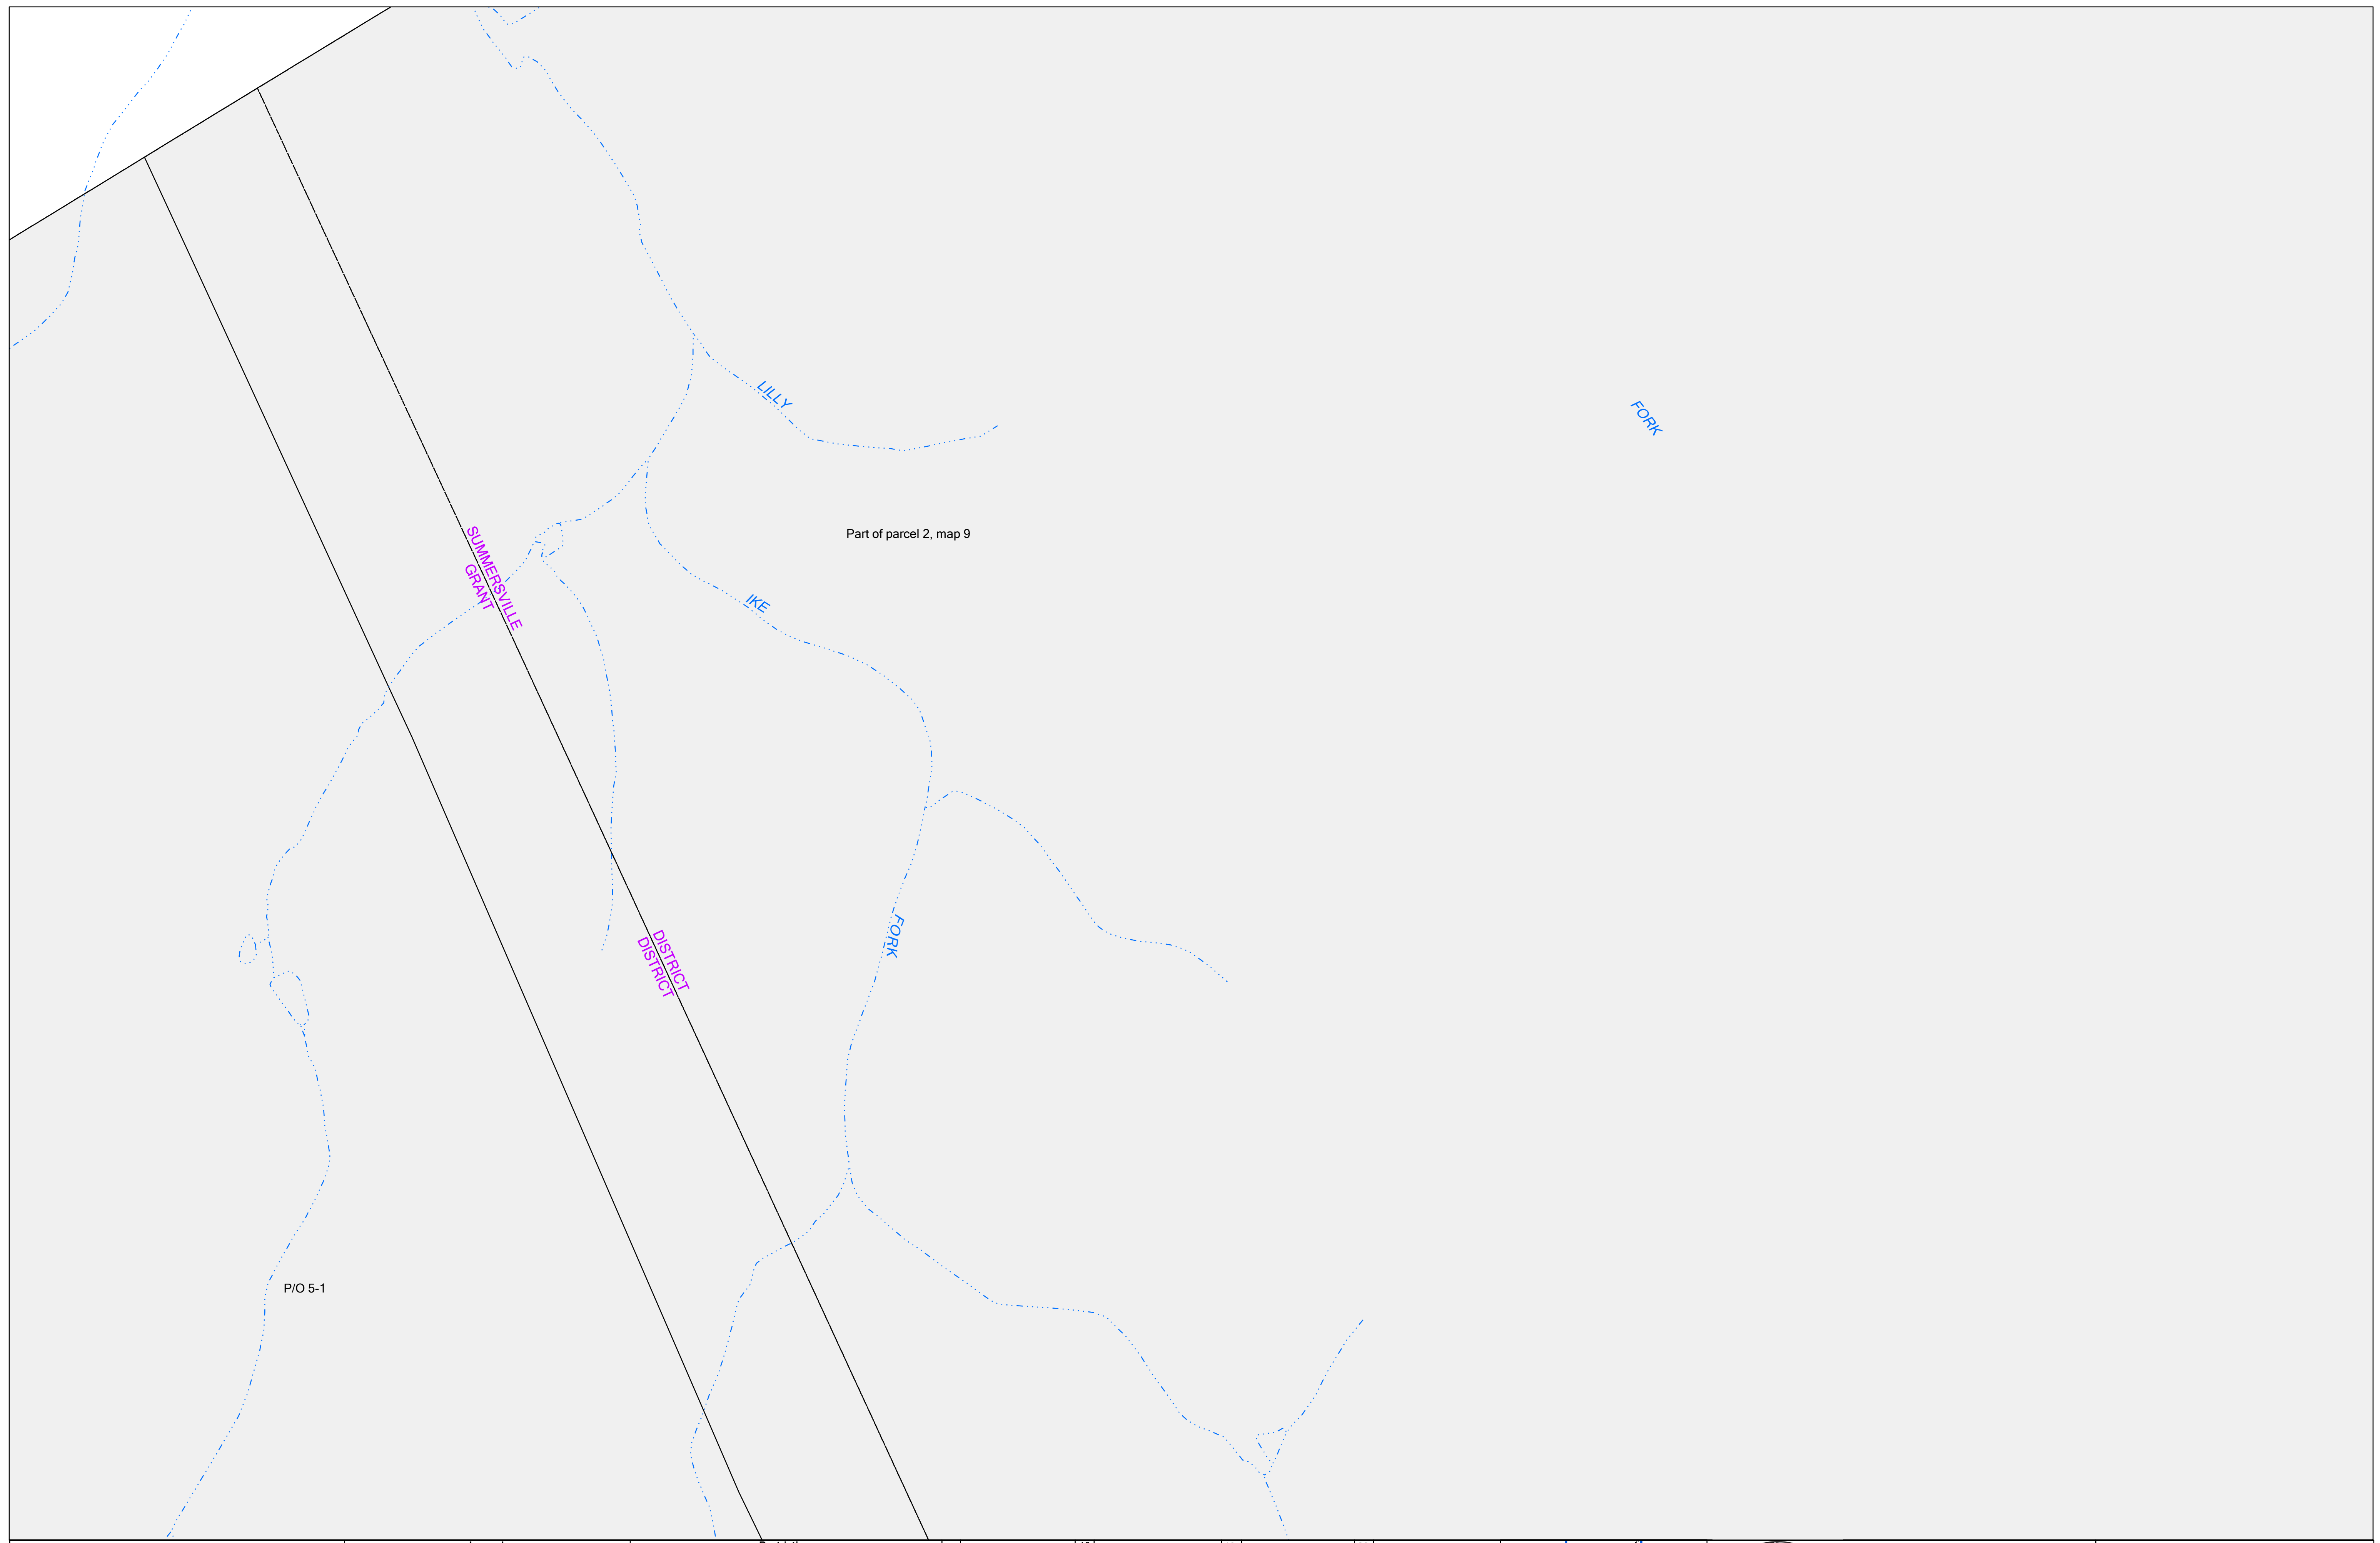 LILLY
FORK
SUMMERSVILLE
GRANT
Part of parcel 2, map 9
IKE
FORK
DISTRICT
DISTRICT
P/O 5-1